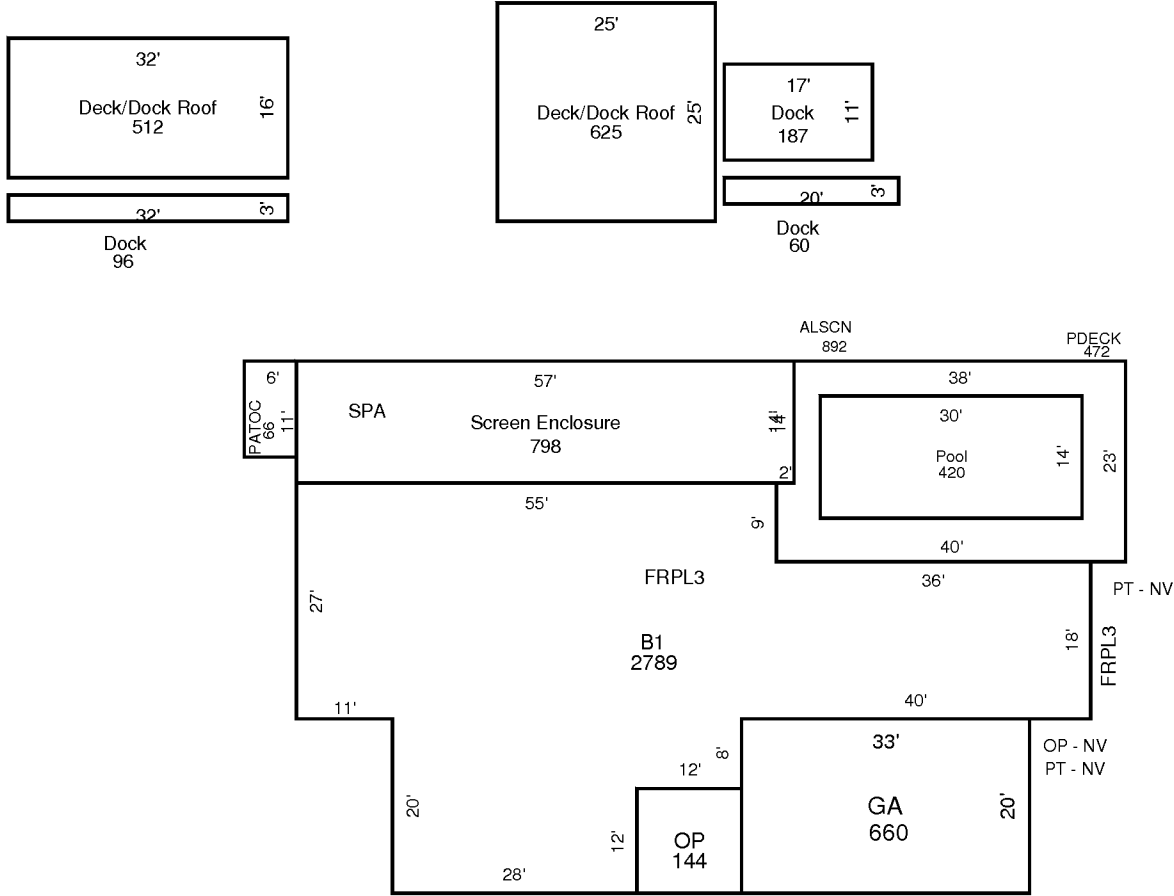 32'
Deck/Dock Roof
512
16'
32'
3'
Dock
96
25'
Deck/Dock Roof
625
25'
17'
Dock
187
11'
20'
3'
Dock
60
ALSCN
892
PDECK
472
6'
PATOC
66
11'
57'
SPA
Screen Enclosure
798
14'
14'
2'
38'
30'
Pool
420
14'
23'
40'
55'
9'
FRPL3
36'
PT - NV
27'
B1
2789
18'
FRPL3
11'
40'
8'
33'
OP - NV
PT - NV
12'
20'
12'
OP
144
GA
660
20'
28'